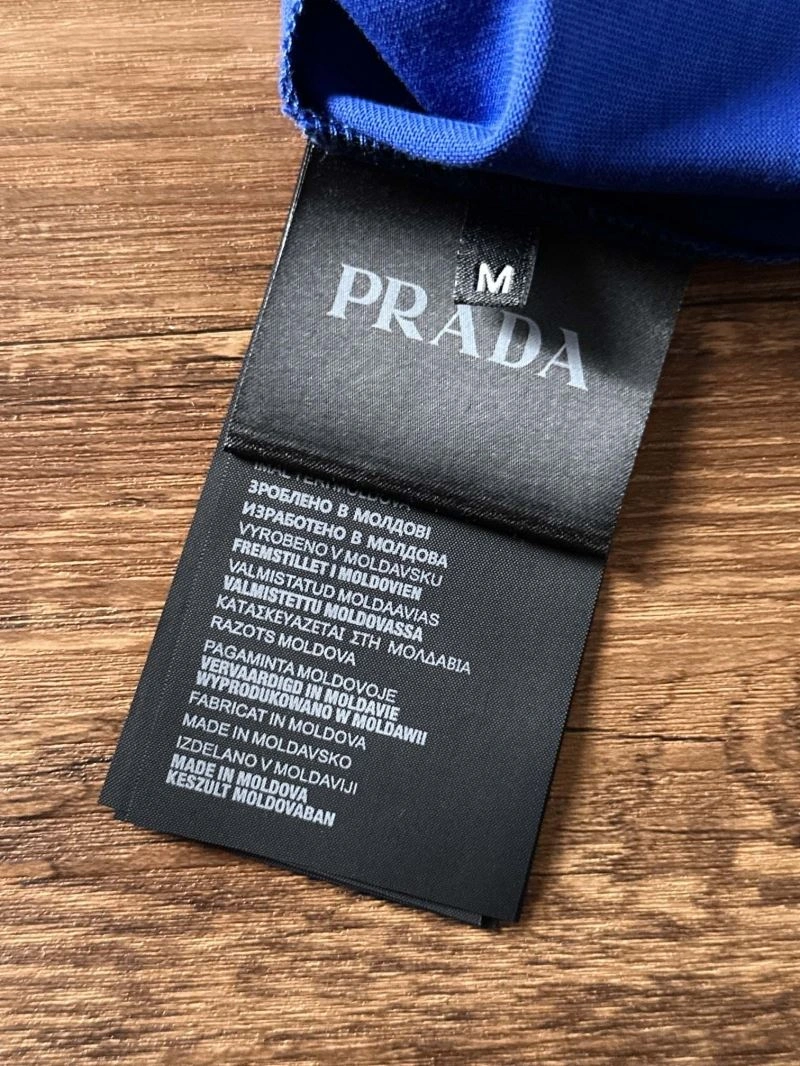 M
PRADA
ЗРОБЛЕНО В МОЛДОВІ
ИЗРАБОТЕНО В МОЛДОВА
VYROBENO V MOLDAVSKU
FREMSTILLET I MOLDOVIEN
VALMISTATUD MOLDAAVIAS
VALMISTETTU MOLDOVASSA
ΚΑΤΑΣΚΕΥΑΖΕΤΑΙ ΣΤΗ ΜΟΛΔΑΒΙΑ
RAZOTS MOLDOVA
PAGAMINTA MOLDOVOJE
VERVAARDIGD IN MOLDAVIE
WYPRODUKOWANO W MOLDAWII
FABRICAT IN MOLDOVA
MADE IN MOLDAVSKO
IZDELANO V MOLDAVIJI
MADE IN MOLDOVA
KESZULT MOLDOVABAN